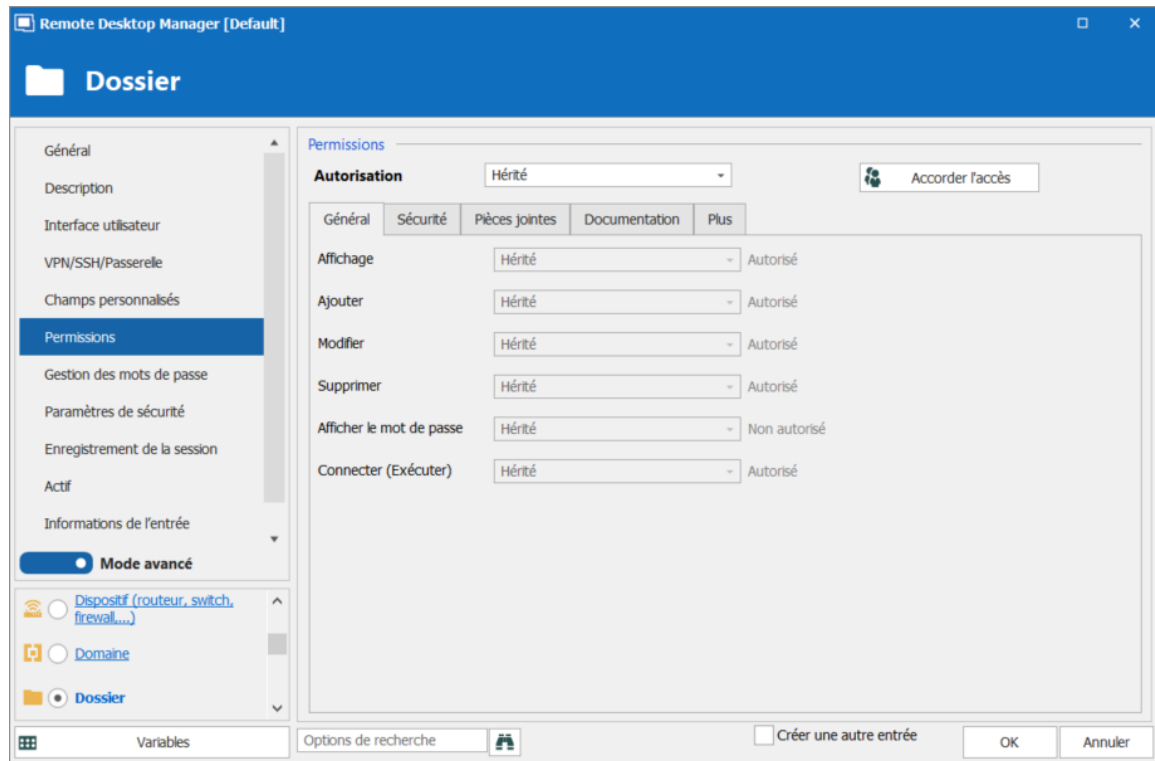 Remote Desktop Manager [Default]
Dossier
Général
Description
Interface utilisateur
VPN/SSH/Passerelle
Champs personnalisés
Permissions
Gestion des mots de passe
Paramètres de sécurité
Enregistrement de la session
Actif
Informations de l'entrée
Mode avancé
Dispositif (routeur, switch,
firewall,...)
Domaine
Dossier
Variables
Permissions
Autorisation Hérité Accorder l'accès
Général Sécurité Pièces jointes Documentation Plus
Affichage Hérité Autorisé
Ajouter Hérité Autorisé
Modifier Hérité Autorisé
Supprimer Hérité Autorisé
Afficher le mot de passe Hérité Non autorisé
Connecter (Exécuter) Hérité Autorisé
Options de recherche Créer une autre entrée OK Annuler